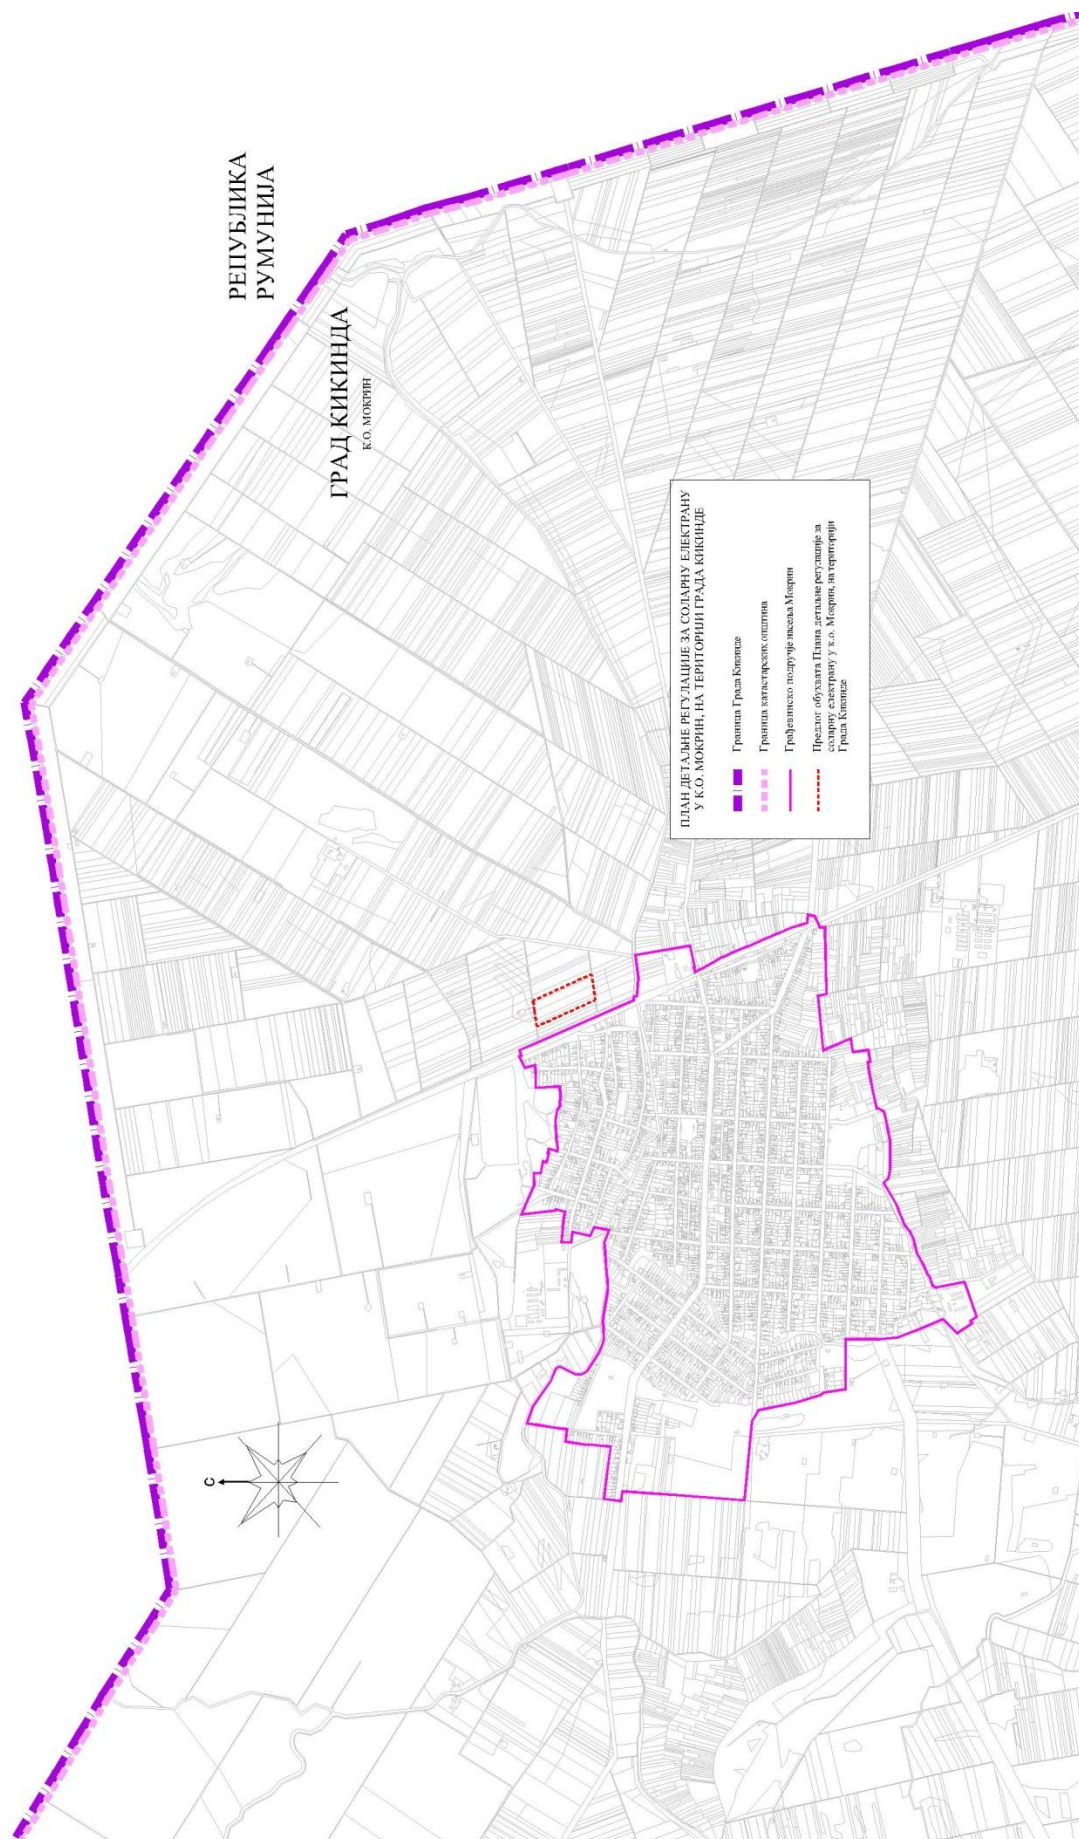 РЕПУБЛИКА
РУМУНИЈА
ГРАД КИКИНДА
К.О. МОКРИН
ПЛАН ДЕТАЉНЕ РЕГУЛАЦИЈЕ ЗА СОЛАРНУ ЕЛЕКТРАНУ
У К.О. МОКРИН, НА ТЕРИТОРИЈИ ГРАДА КИКИНДЕ
Граница Града Кикинде
Граница катастарских општина
Грађевинско подручје насеља Мокрин
Предлог обухвата Плана детаљне регулације за
соларну електрану у к.о. Мокрин, на територији
Града Кикинде
С